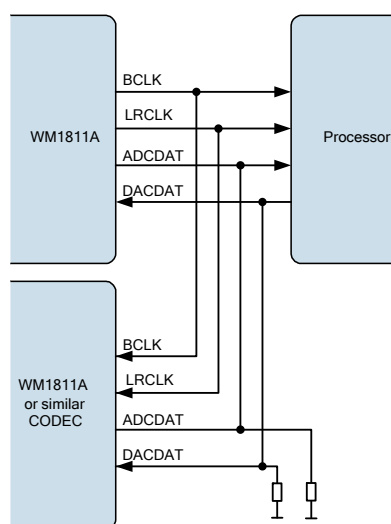 BCLK
LRCLK
WM1811A
Processor
ADCDAT
DACDAT
BCLK
LRCLK
WM1811A
or similar
CODEC
ADCDAT
DACDAT